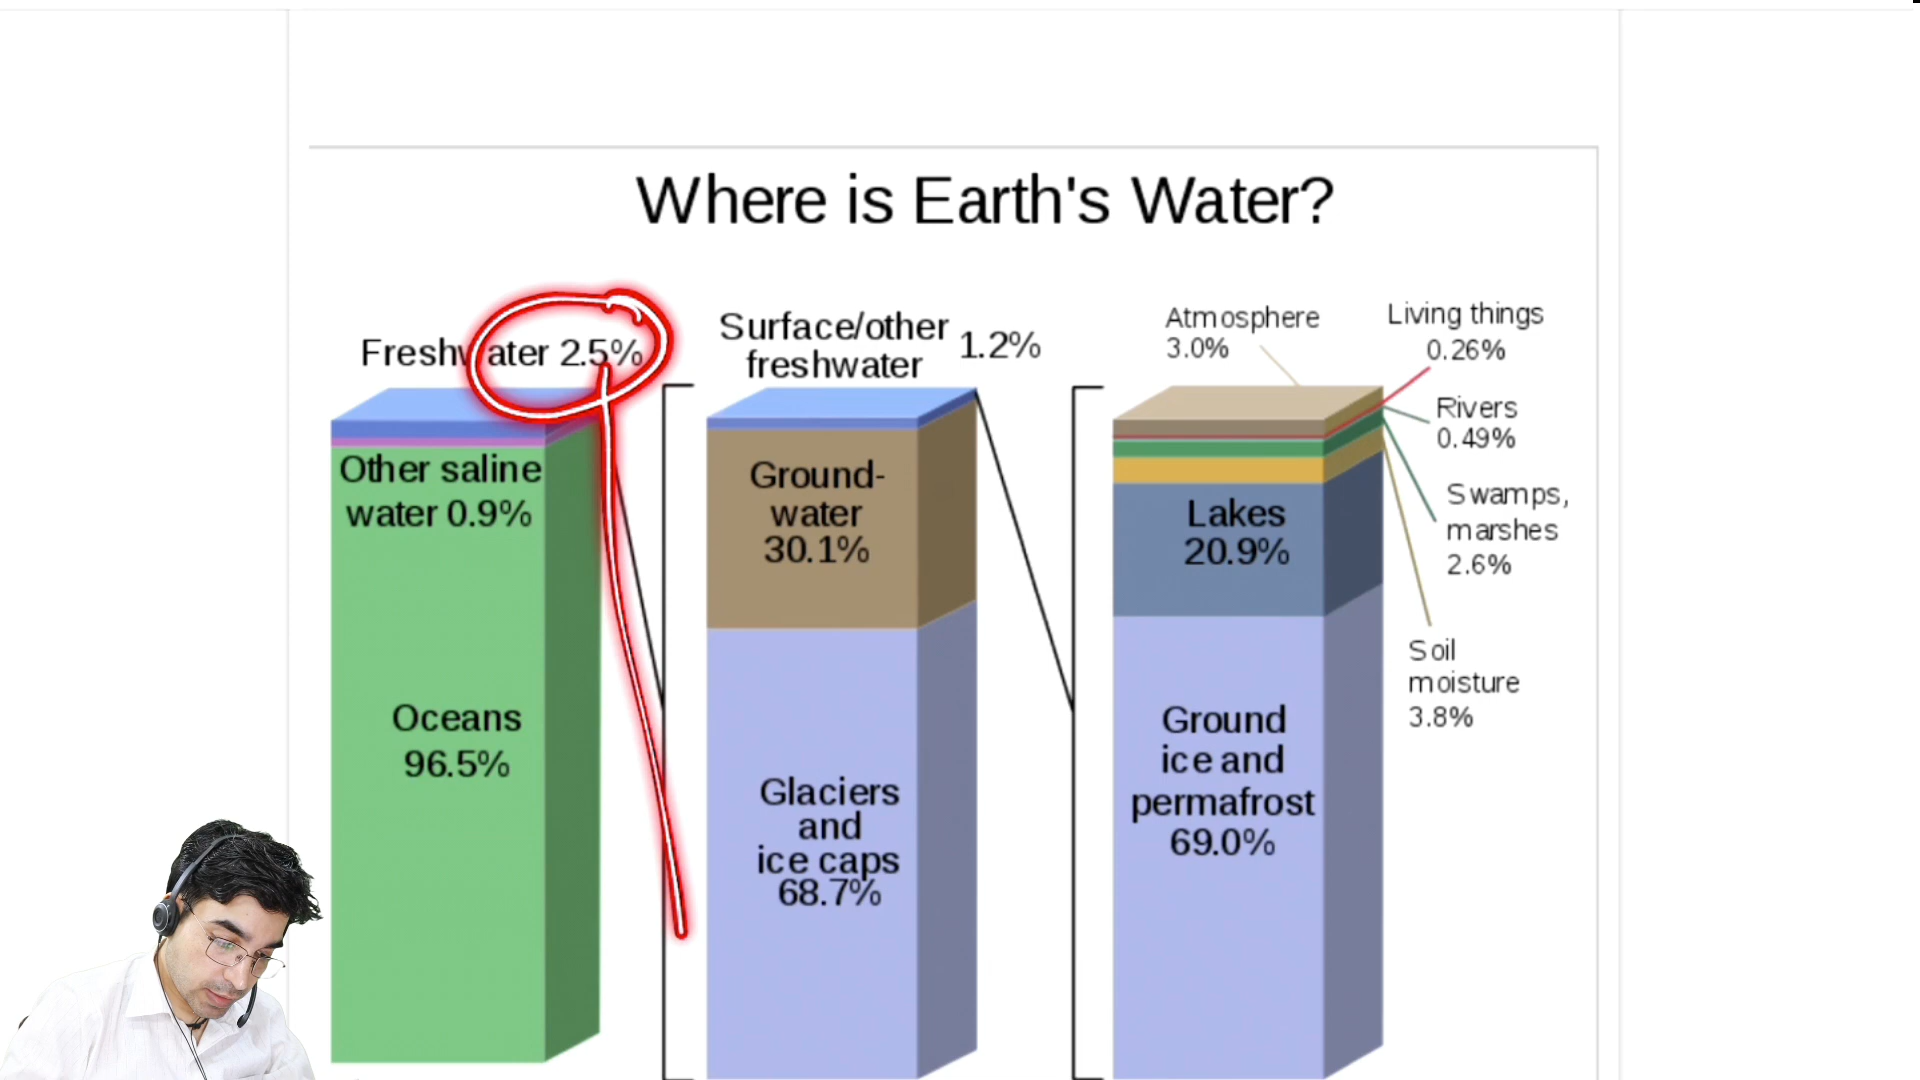 Where is Earth's Water?
Freshwater 2.5%
Other saline
water 0.9%
Oceans
96.5%
Surface/other
freshwater
1.2%
Ground-
water
30.1%
Glaciers
and
ice caps
68.7%
Atmosphere
3.0%
Living things
0.26%
Rivers
0.49%
Swamps,
marshes
2.6%
Soil
moisture
3.8%
Lakes
20.9%
Ground
ice and
permafrost
69.0%